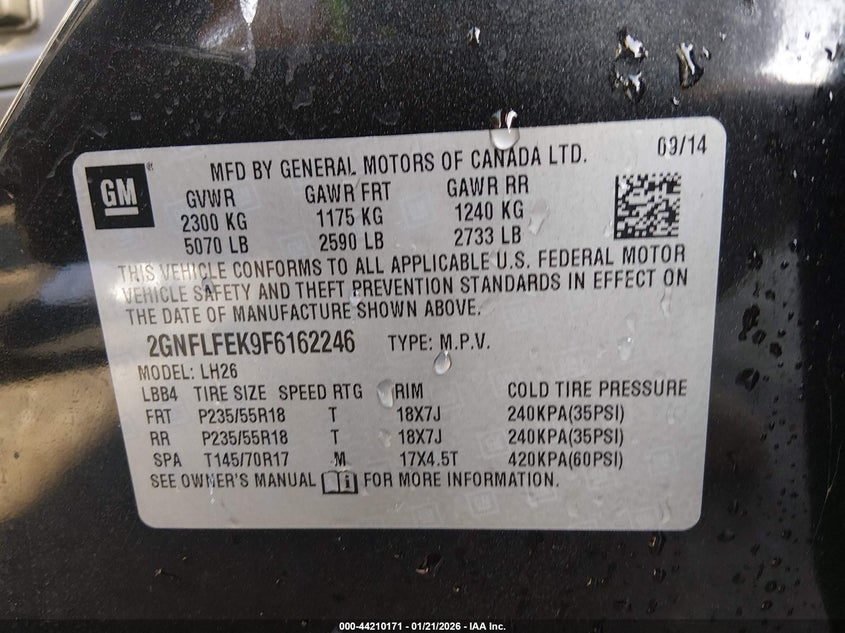 GM
MFD BY GENERAL MOTORS OF CANADA LTD. 09/14
GVWR GAWR FRT GAWR RR
2300 KG 1175 KG 1240 KG
5070 LB 2590 LB 2733 LB
THIS VEHICLE CONFORMS TO ALL APPLICABLE U.S. FEDERAL MOTOR
VEHICLE SAFETY AND THEFT PREVENTION STANDARDS IN EFFECT ON
THE DATE OF MANUFACTURE SHOWN ABOVE.
2GNFLFEK9F6162246 TYPE: M.P.V.
MODEL: LH26
LBB4 TIRE SIZE SPEED RTG RIM COLD TIRE PRESSURE
FRT P235/55R18 T 18X7J 240KPA(35PSI)
RR P235/55R18 T 18X7J 240KPA(35PSI)
SPA T145/70R17 M 17X4.5T 420KPA(60PSI)
SEE OWNER'S MANUAL i FOR MORE INFORMATION.
000-44210171 - 01/21/2026 - IAA Inc.